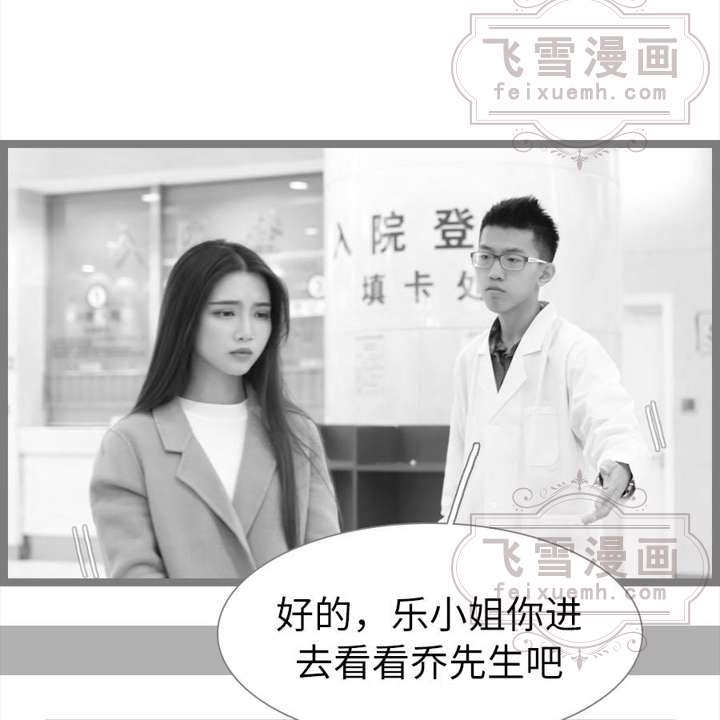 飞雪漫画
feixuemh.com
入院登
填卡处
飞雪漫画
feixuemh.com
好的，乐小姐你进
去看看乔先生吧